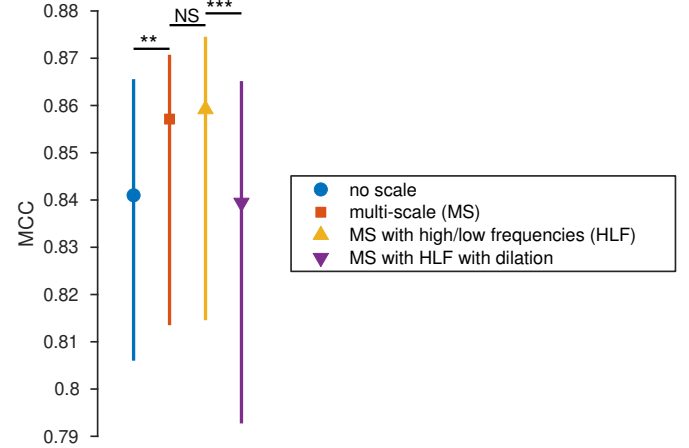 0.88
0.87
0.86
0.85
0.84
0.83
0.82
0.81
0.8
0.79
MCC
**
NS
***
no scale
multi-scale (MS)
MS with high/low frequencies (HLF)
MS with HLF with dilation